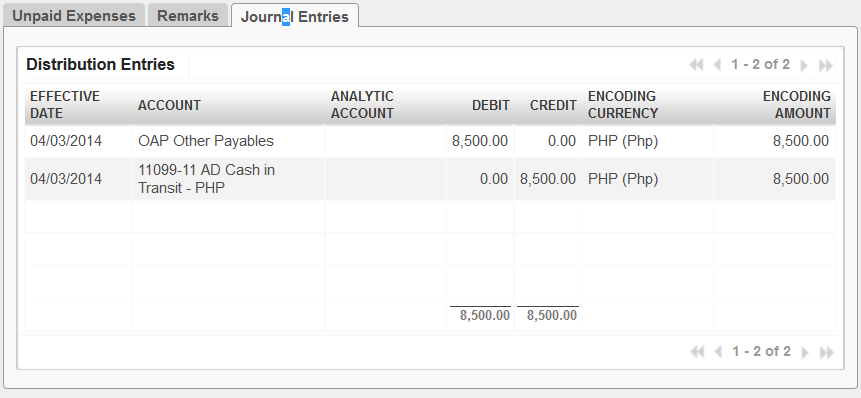 Unpaid Expenses Remarks Journal Entries
Distribution Entries 1 - 2 of 2
EFFECTIVE DATE ACCOUNT ANALYTIC ACCOUNT DEBIT CREDIT ENCODING CURRENCY ENCODING AMOUNT
04/03/2014 OAP Other Payables 8,500.00 0.00 PHP (Php) 8,500.00
04/03/2014 11099-11 AD Cash in Transit - PHP 0.00 8,500.00 PHP (Php) 8,500.00
8,500.00 8,500.00
1 - 2 of 2